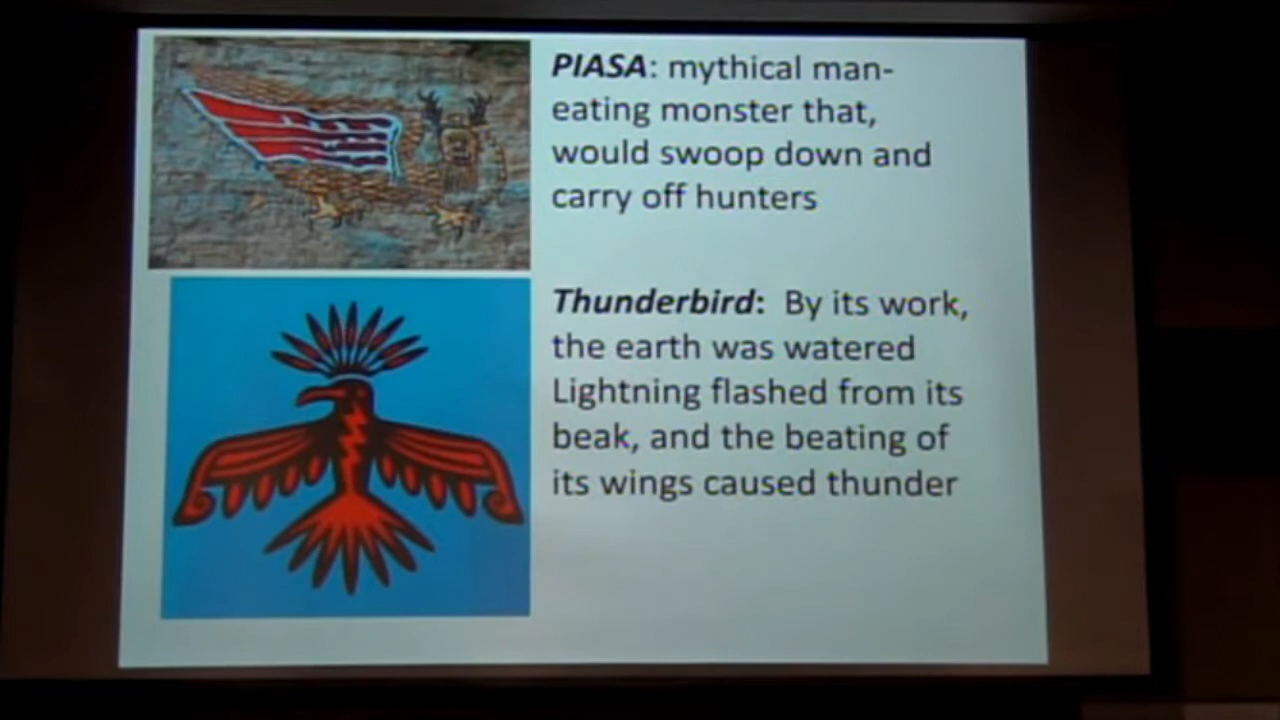 PIASA: mythical man-
eating monster that,
would swoop down and
carry off hunters
Thunderbird:  By its work,
the earth was watered
Lightning flashed from its
beak, and the beating of
its wings caused thunder